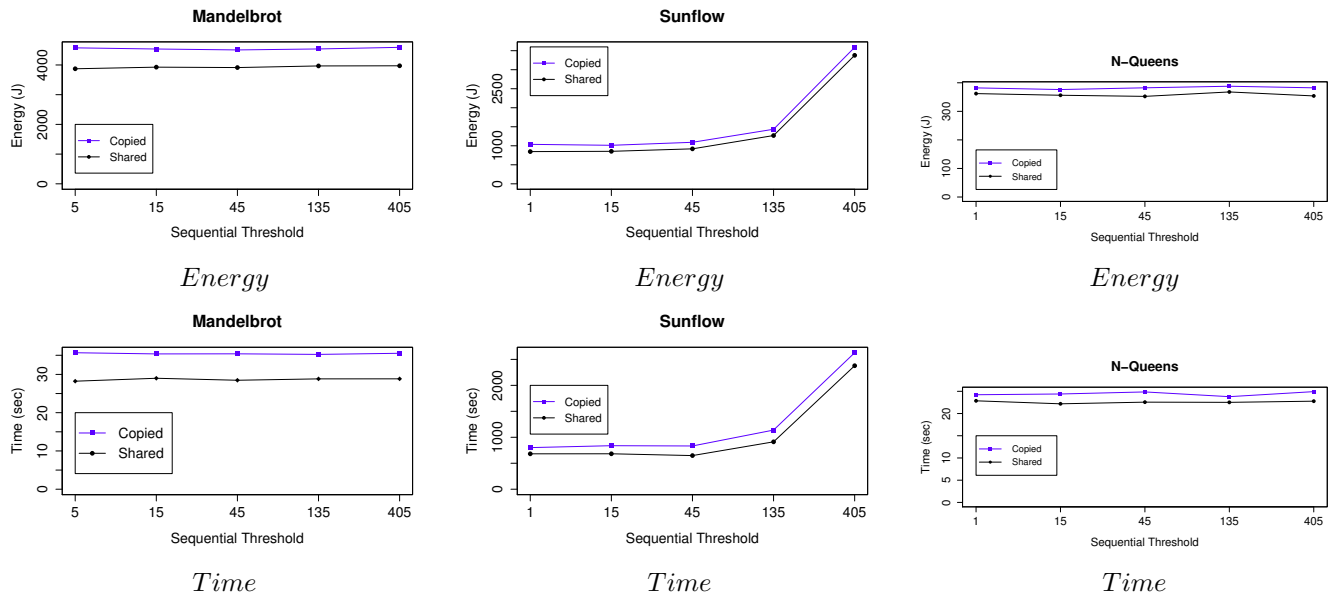 Mandelbrot
Energy (J)
4000
2000
0
Copied
Shared
5 15 45 135 405
Sequential Threshold
Energy
Sunflow
Energy (J)
2500
1000
0
Copied
Shared
1 15 45 135 405
Sequential Threshold
Energy
N−Queens
Energy (J)
300
100
0
Copied
Shared
1 15 45 135 405
Sequential Threshold
Energy
Mandelbrot
Time (sec)
30
20
10
0
Copied
Shared
5 15 45 135 405
Sequential Threshold
Time
Sunflow
Time (sec)
2000
1000
0
Copied
Shared
1 15 45 135 405
Sequential Threshold
Time
N−Queens
Time (sec)
20
10
5
0
Copied
Shared
1 15 45 135 405
Sequential Threshold
Time